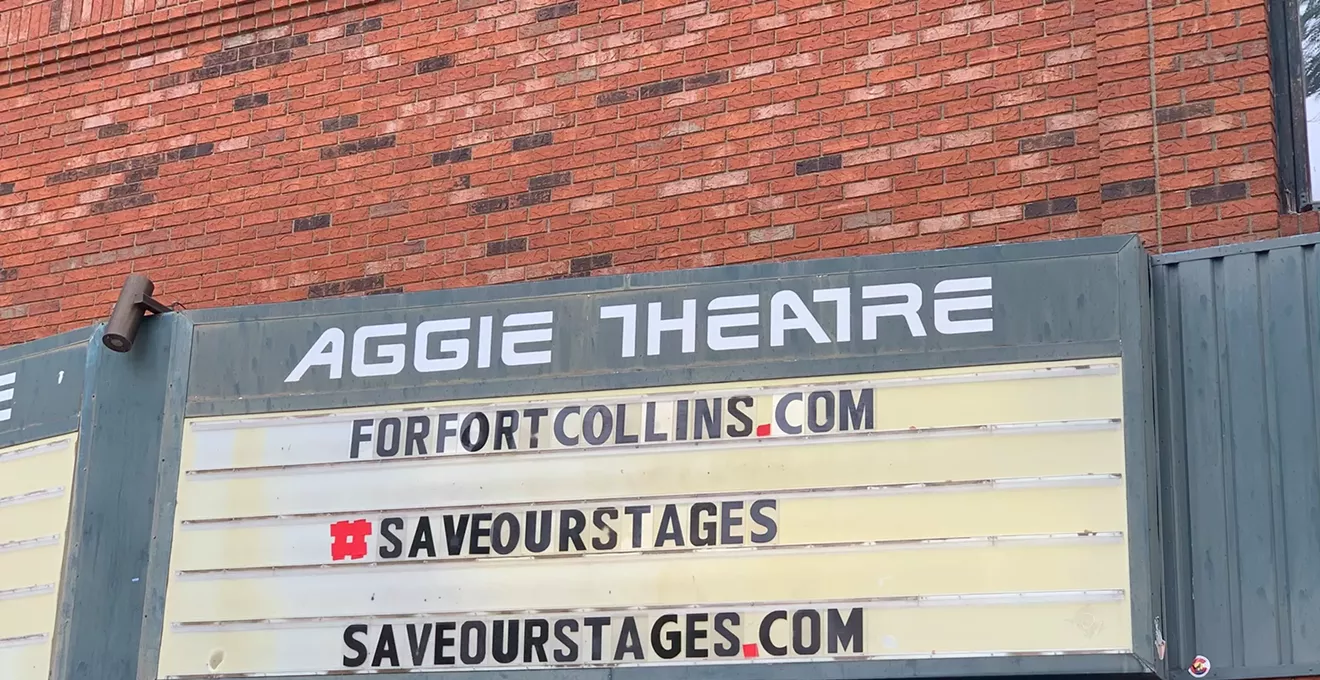 AGGIE THEATRE
FORFORTCOLLINS.COM
#SAVEOURSTAGES
SAVEOURSTAGES.COM